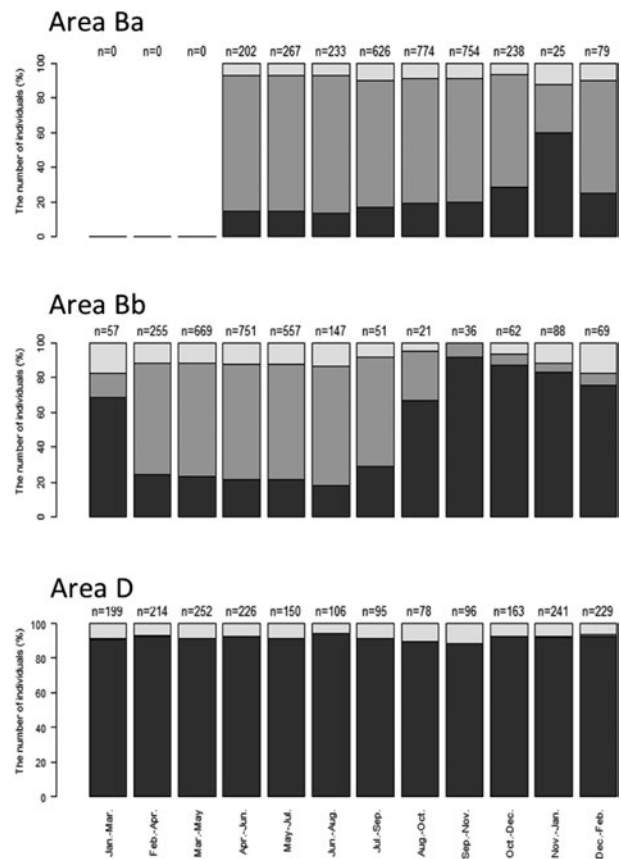 Area Ba
n=0 n=0 n=0 n=202 n=267 n=233 n=626 n=774 n=754 n=238 n=25 n=79
The number of individuals (%)
100
80
60
40
20
0
Area Bb
n=57 n=255 n=669 n=751 n=557 n=147 n=51 n=21 n=36 n=62 n=88 n=69
The number of individuals (%)
100
80
60
40
20
0
Area D
n=199 n=214 n=252 n=226 n=150 n=106 n=95 n=78 n=96 n=163 n=241 n=229
The number of individuals (%)
100
80
60
40
20
0
Jan.-Mar.
Feb.-Apr.
Mar.-May
Apr.-Jun.
May-Jul.
Jun.-Aug.
Jul.-Sep.
Aug.-Oct.
Sep.-Nov.
Oct.-Dec.
Nov.-Jan.
Dec.-Feb.